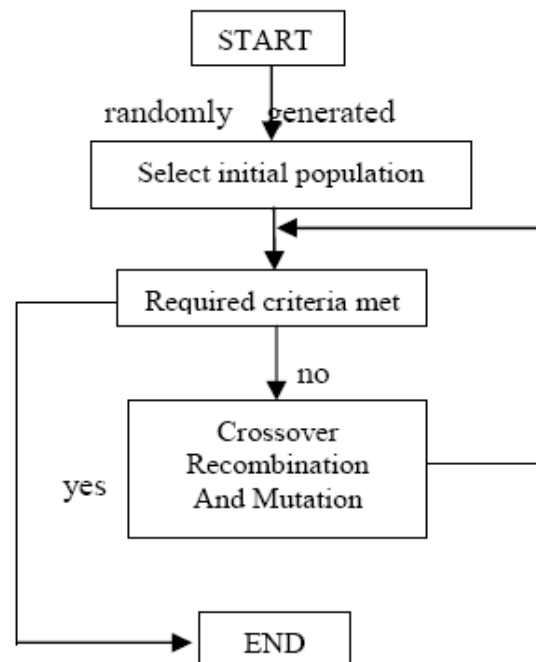 START
randomly generated
Select initial population
Required criteria met
no
Crossover
Recombination
And Mutation
yes
END